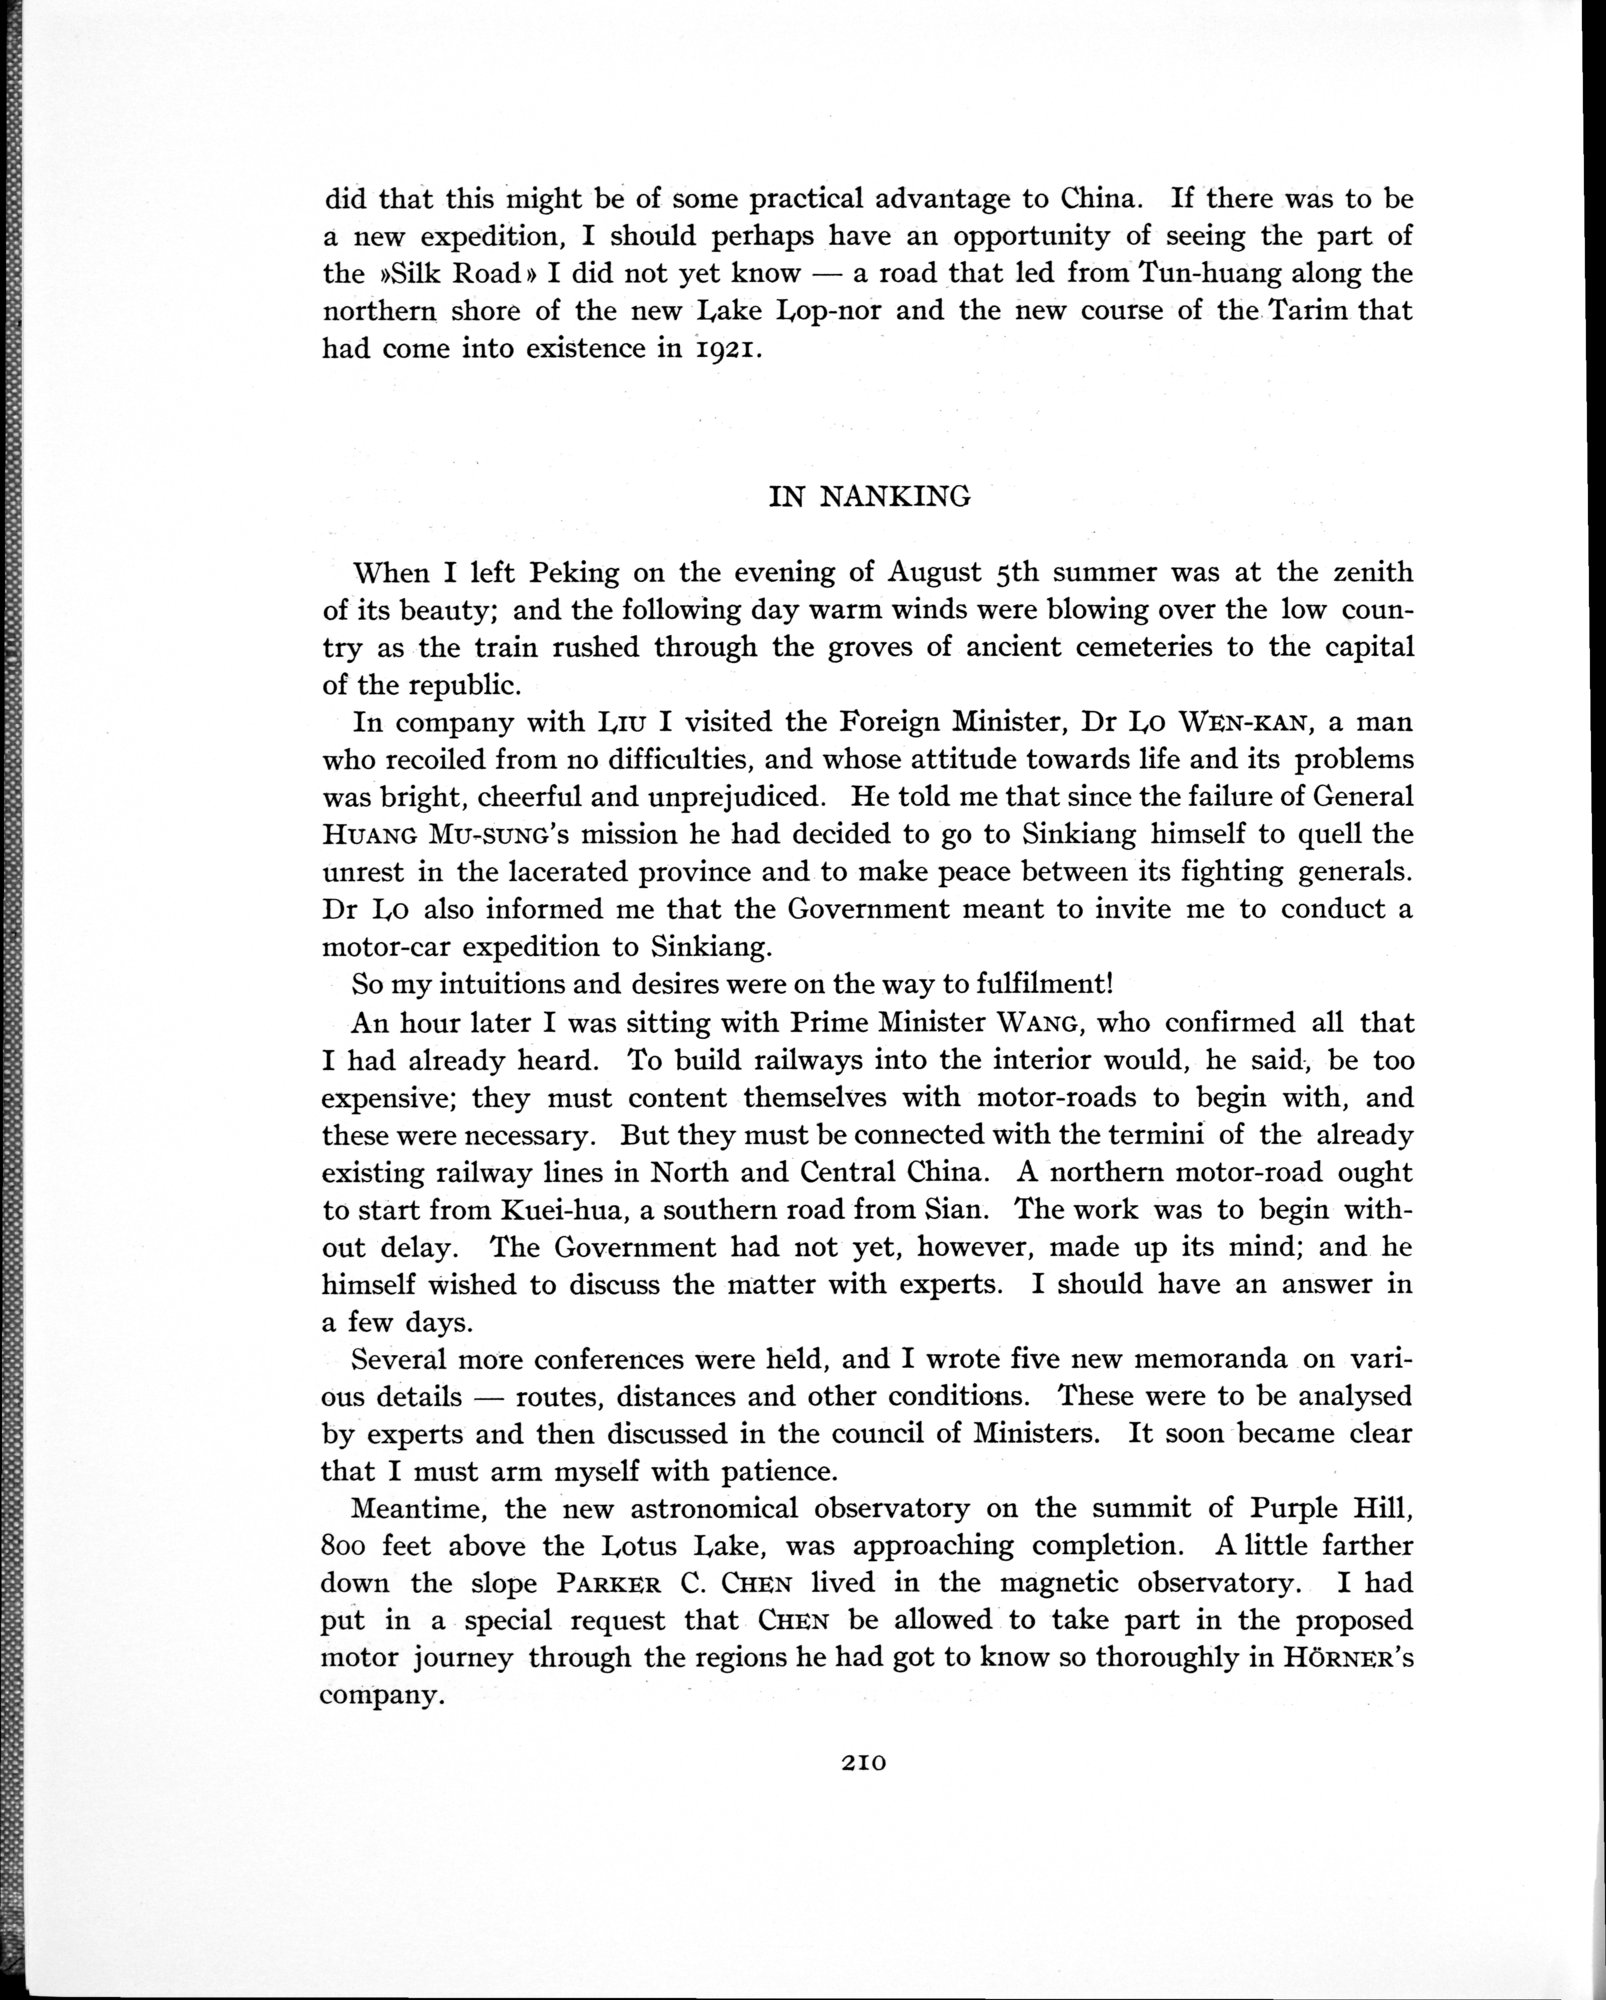 did that this might be of some practical advantage to China. If there was to be
a new expedition, I should perhaps have an opportunity of seeing the part of
the »Silk Road» I did not yet know — a road that led from Tun-huang along the
northern shore of the new Lake Lop-nor and the new course of the Tarim that
had come into existence in 1921.
IN NANKING
When I left Peking on the evening of August 5th summer was at the zenith
of its beauty; and the following day warm winds were blowing over the low coun-
try as the train rushed through the groves of ancient cemeteries to the capital
of the republic.
In company with LIU I visited the Foreign Minister, Dr LO WEN-KAN, a man
who recoiled from no difficulties, and whose attitude towards life and its problems
was bright, cheerful and unprejudiced. He told me that since the failure of General
HUANG MU-SUNG's mission he had decided to go to Sinkiang himself to quell the
unrest in the lacerated province and to make peace between its fighting generals.
Dr LO also informed me that the Government meant to invite me to conduct a
motor-car expedition to Sinkiang.
So my intuitions and desires were on the way to fulfilment!
An hour later I was sitting with Prime Minister WANG, who confirmed all that
I had already heard. To build railways into the interior would, he said, be too
expensive; they must content themselves with motor-roads to begin with, and
these were necessary. But they must be connected with the termini of the already
existing railway lines in North and Central China. A northern motor-road ought
to start from Kuei-hua, a southern road from Sian. The work was to begin with-
out delay. The Government had not yet, however, made up its mind; and he
himself wished to discuss the matter with experts. I should have an answer in
a few days.
Several more conferences were held, and I wrote five new memoranda on vari-
ous details — routes, distances and other conditions. These were to be analysed
by experts and then discussed in the council of Ministers. It soon became clear
that I must arm myself with patience.
Meantime, the new astronomical observatory on the summit of Purple Hill,
800 feet above the Lotus Lake, was approaching completion. A little farther
down the slope PARKER C. CHEN lived in the magnetic observatory. I had
put in a special request that CHEN be allowed to take part in the proposed
motor journey through the regions he had got to know so thoroughly in HÖRNER's
company.
210